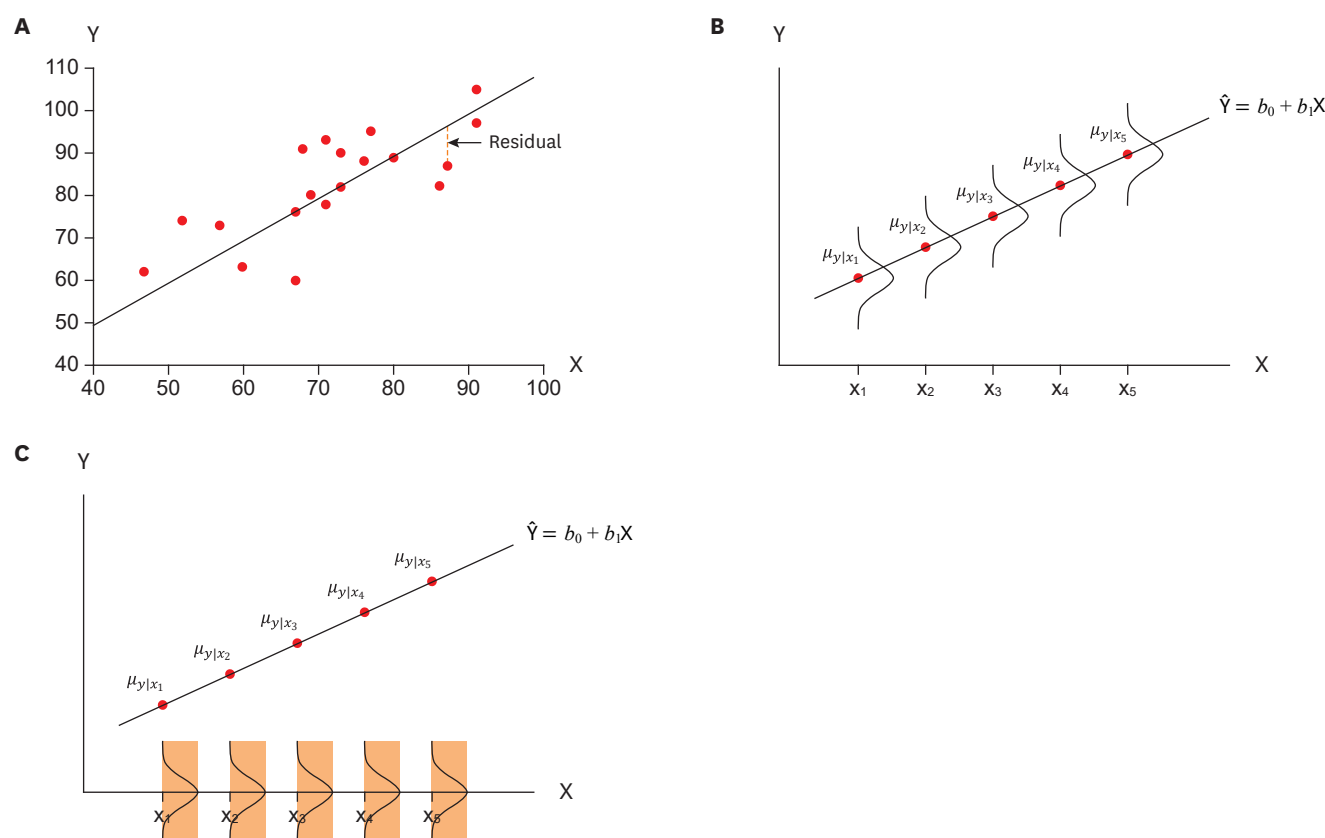 A
Y
110
100
90
80
70
60
50
40
Residual
X
40 50 60 70 80 90 100
B
Y
Ŷ = b₀ + b₁X
μy|x₅
μy|x₄
μy|x₃
μy|x₂
μy|x₁
X
x₁ x₂ x₃ x₄ x₅
C
Y
Ŷ = b₀ + b₁X
μy|x₅
μy|x₄
μy|x₃
μy|x₂
μy|x₁
X
x₁ x₂ x₃ x₄ x₅